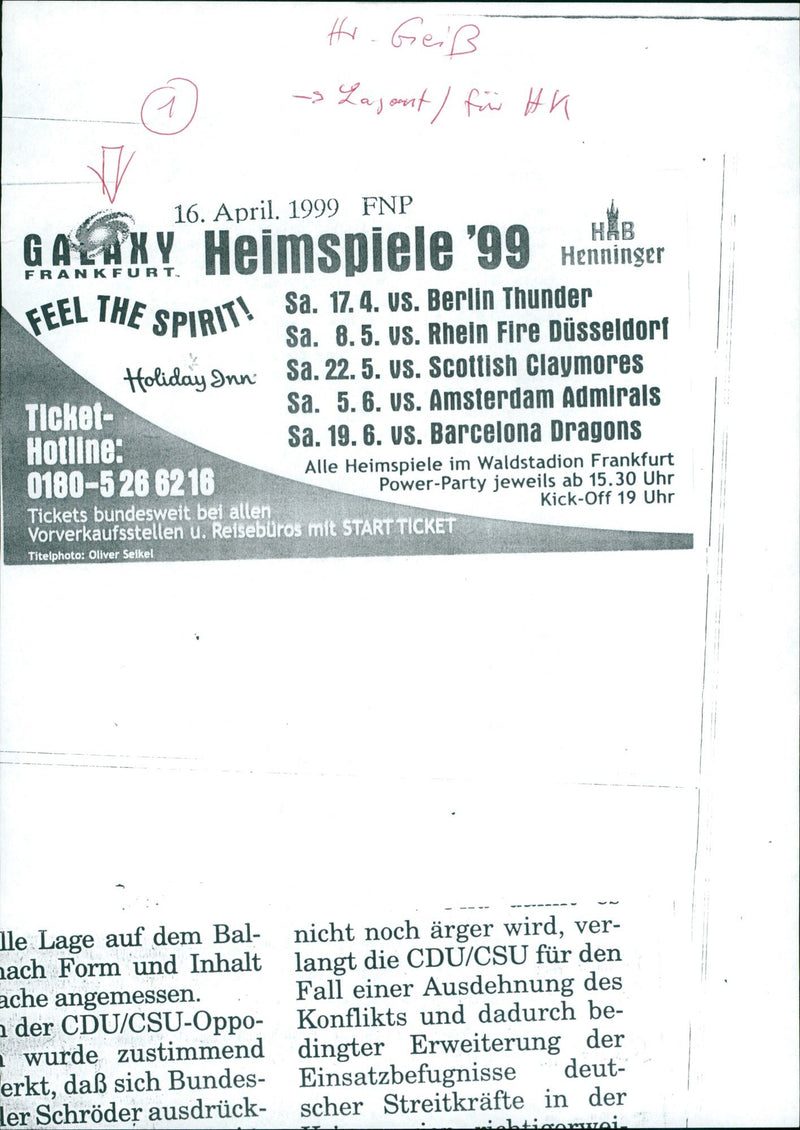 Hr. Geiß
→ Layout / für HK
1
16. April. 1999 FNP
GALAXY
FRANKFURT™
Heimspiele '99
HAB
Henninger
FEEL THE SPIRIT!
Holiday Inn
Sa. 17.4. vs. Berlin Thunder
Sa. 8.5. vs. Rhein Fire Düsseldorf
Sa. 22.5. vs. Scottish Claymores
Sa. 5.6. vs. Amsterdam Admirals
Sa. 19.6. vs. Barcelona Dragons
Alle Heimspiele im Waldstadion Frankfurt
Power-Party jeweils ab 15.30 Uhr
Kick-Off 19 Uhr
Ticket-
Hotline:
0180-5 26 62 16
Tickets bundesweit bei allen
Vorverkaufsstellen u. Reisebüros mit START TICKET
Titelphoto: Oliver Seikel
lle Lage auf dem Bal-
nach Form und Inhalt
ache angemessen.
n der CDU/CSU-Oppo-
wurde zustimmend
erkt, daß sich Bundes-
ler Schröder ausdrück-
nicht noch ärger wird, ver-
langt die CDU/CSU für den
Fall einer Ausdehnung des
Konflikts und dadurch be-
dingter Erweiterung der
Einsatzbefugnisse deut-
scher Streitkräfte in der